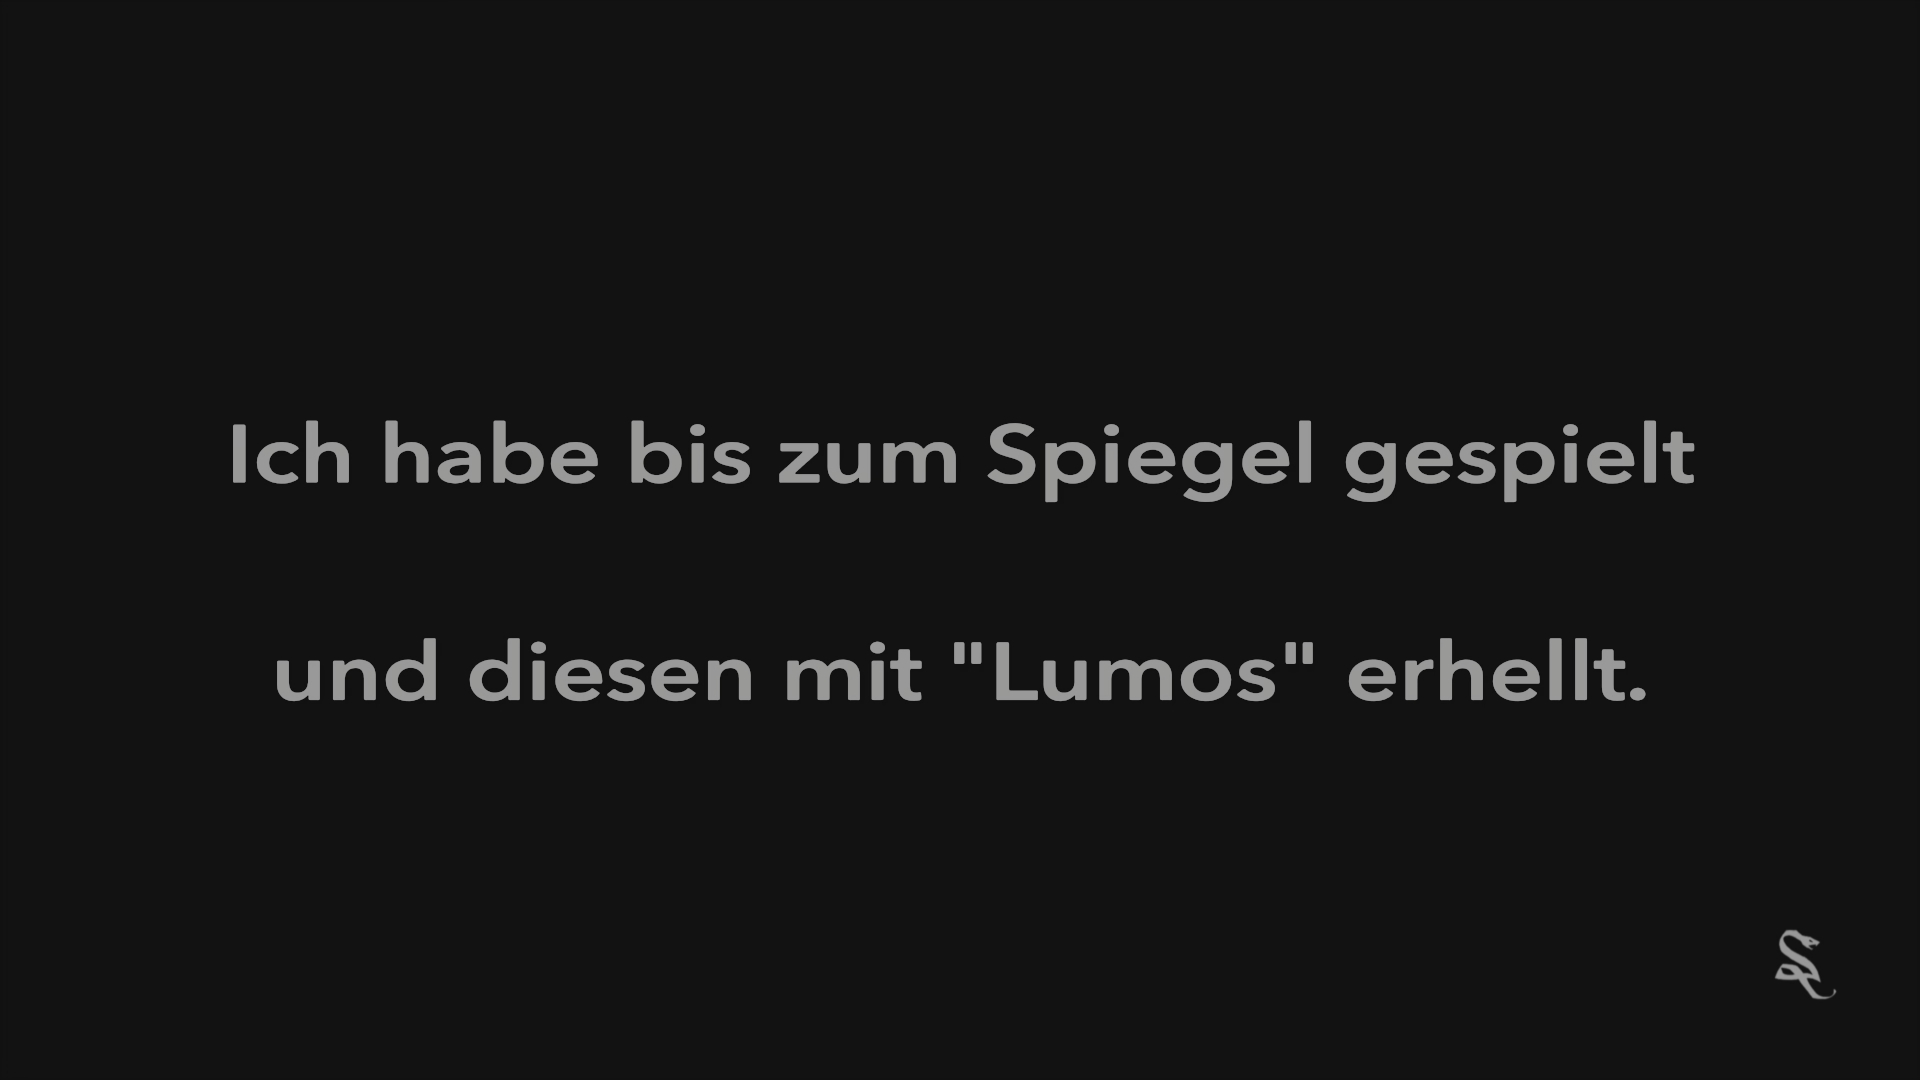 Ich habe bis zum Spiegel gespielt
und diesen mit "Lumos" erhellt.